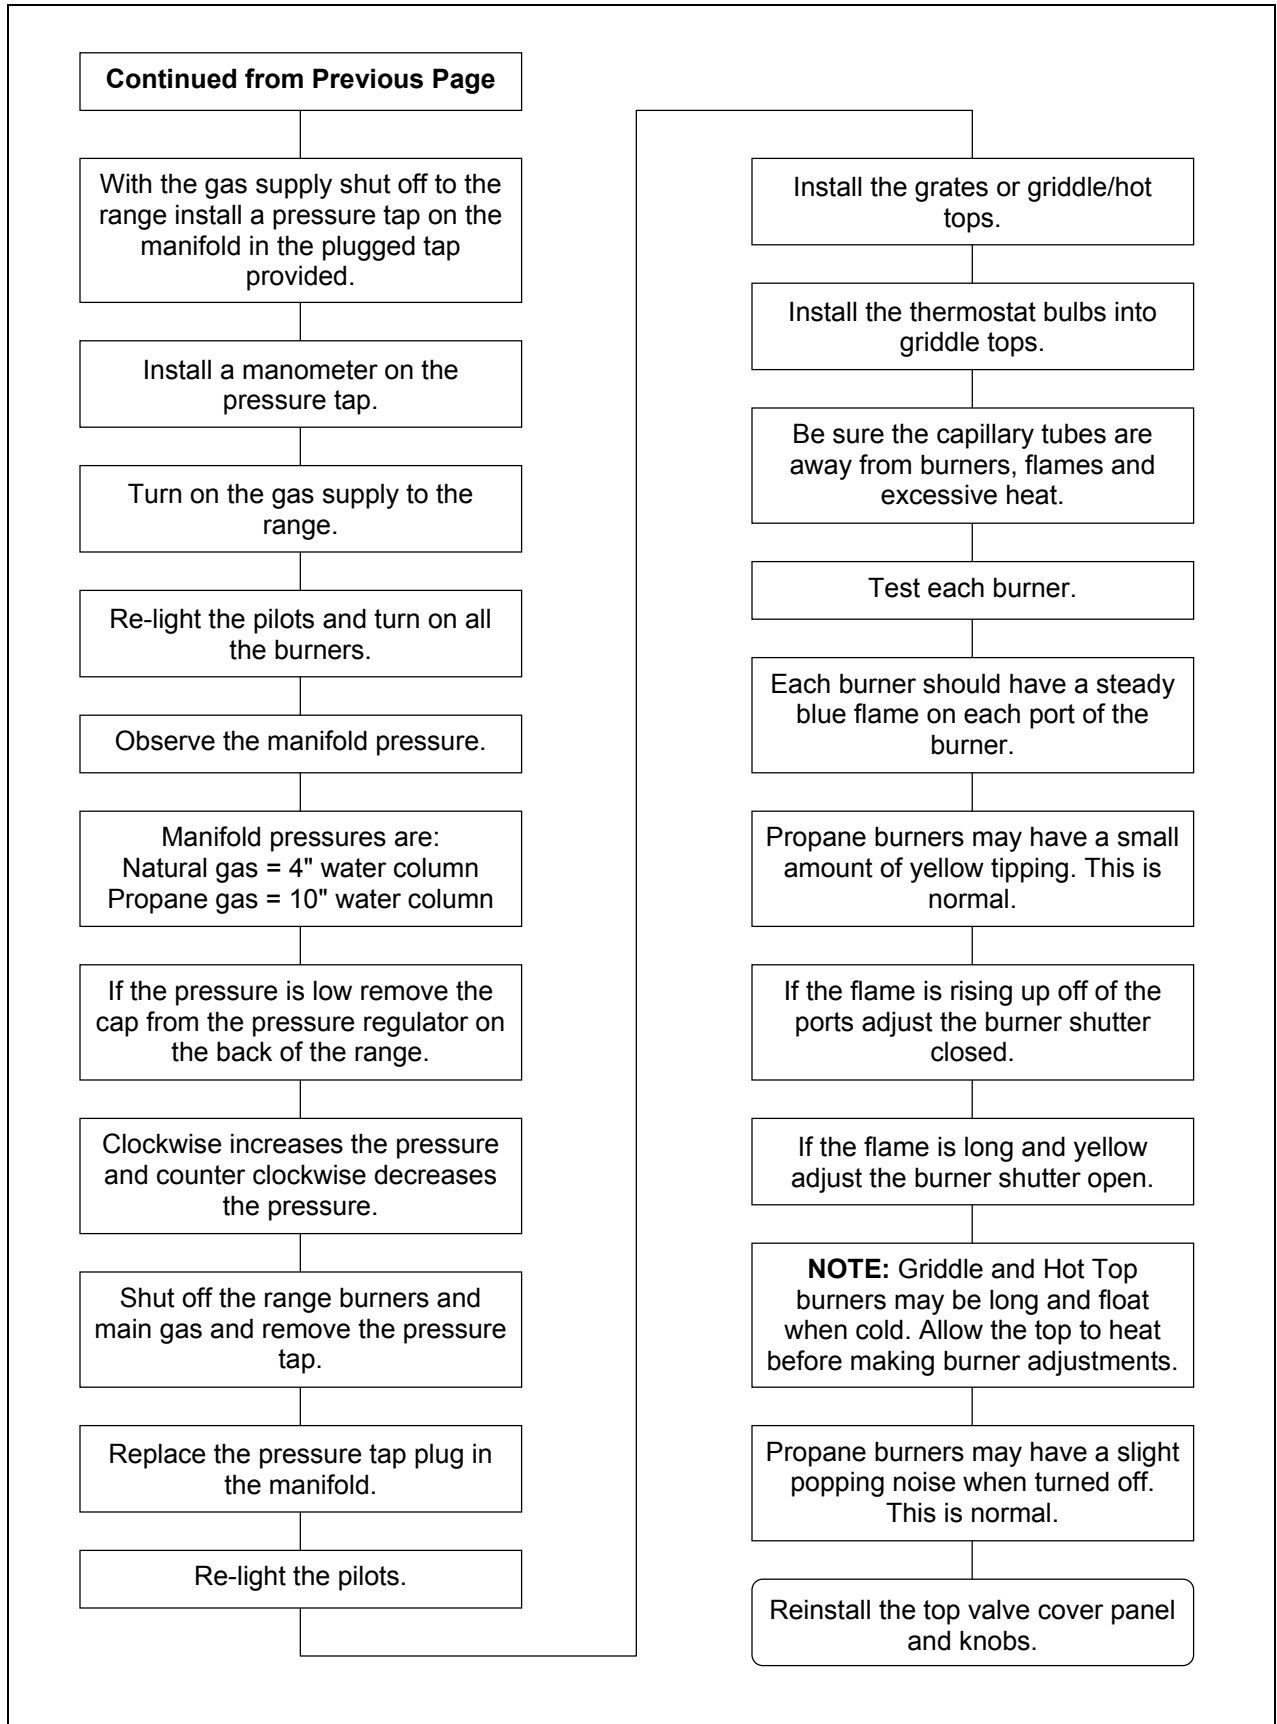 Continued from Previous Page
With the gas supply shut off to the
range install a pressure tap on the
manifold in the plugged tap
provided.
Install a manometer on the
pressure tap.
Turn on the gas supply to the
range.
Re-light the pilots and turn on all
the burners.
Observe the manifold pressure.
Manifold pressures are:
Natural gas = 4" water column
Propane gas = 10" water column
If the pressure is low remove the
cap from the pressure regulator on
the back of the range.
Clockwise increases the pressure
and counter clockwise decreases
the pressure.
Shut off the range burners and
main gas and remove the pressure
tap.
Replace the pressure tap plug in
the manifold.
Re-light the pilots.
Install the grates or griddle/hot
tops.
Install the thermostat bulbs into
griddle tops.
Be sure the capillary tubes are
away from burners, flames and
excessive heat.
Test each burner.
Each burner should have a steady
blue flame on each port of the
burner.
Propane burners may have a small
amount of yellow tipping. This is
normal.
If the flame is rising up off of the
ports adjust the burner shutter
closed.
If the flame is long and yellow
adjust the burner shutter open.
NOTE: Griddle and Hot Top
burners may be long and float
when cold. Allow the top to heat
before making burner adjustments.
Propane burners may have a slight
popping noise when turned off.
This is normal.
Reinstall the top valve cover panel
and knobs.